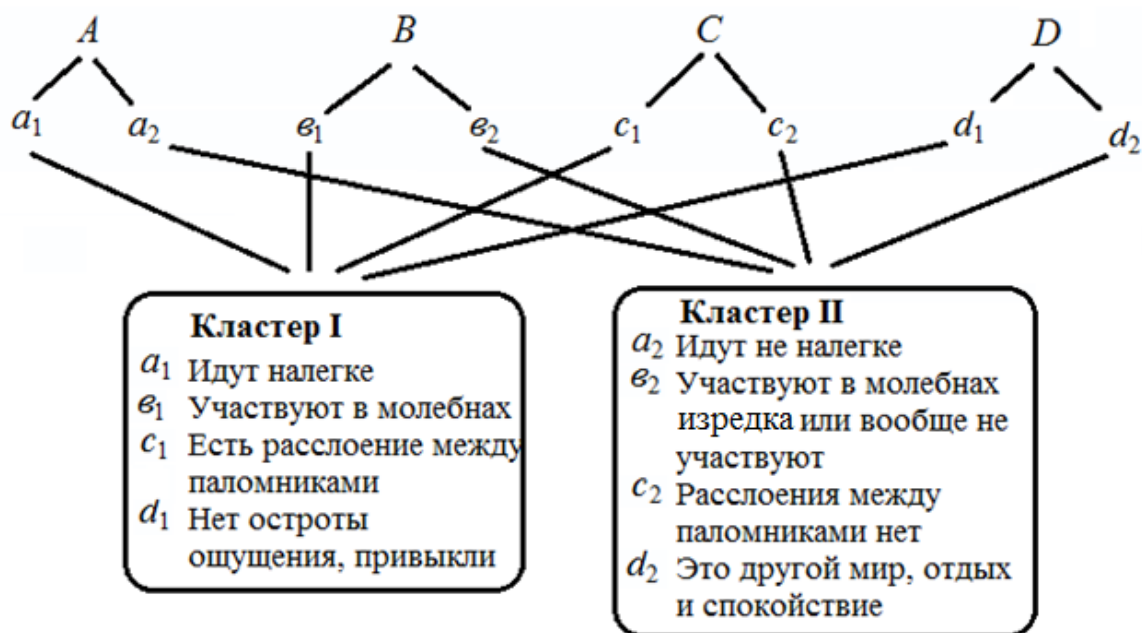 A B C D
a₁ a₂ в₁ в₂ c₁ c₂ d₁ d₂
Кластер I
a₁ Идут налегке
в₁ Участвуют в молебнах
c₁ Есть расслоение между
паломниками
d₁ Нет остроты
ощущения, привыкли
Кластер II
a₂ Идут не налегке
в₂ Участвуют в молебнах
изредка или вообще не
участвуют
c₂ Расслоения между
паломниками нет
d₂ Это другой мир, отдых
и спокойствие